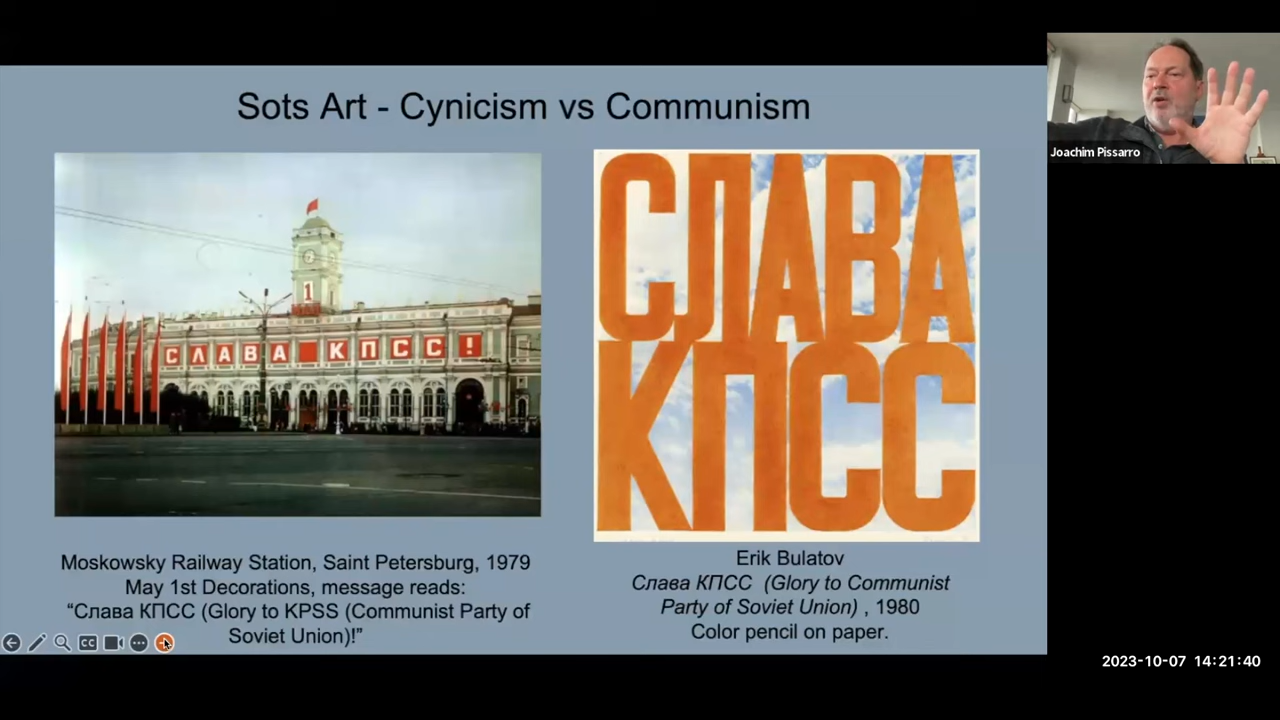 Sots Art - Cynicism vs Communism
Joachim Pissarro
1
СЛАВА КПСС!
СЛАВА
КПСС
Moskowsky Railway Station, Saint Petersburg, 1979
May 1st Decorations, message reads:
“Слава КПСС (Glory to KPSS (Communist Party of
Soviet Union)!”
Erik Bulatov
Слава КПСС (Glory to Communist
Party of Soviet Union) , 1980
Color pencil on paper.
CC
2023-10-07 14:21:40